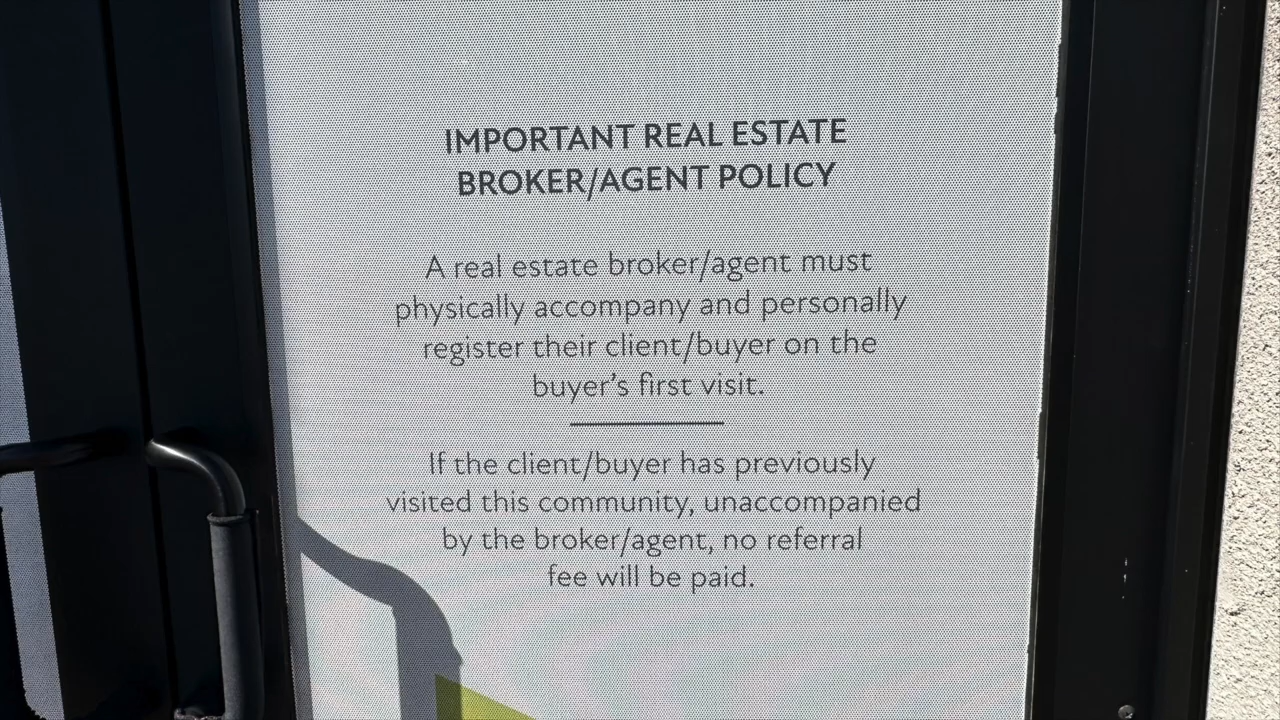 IMPORTANT REAL ESTATE
BROKER/AGENT POLICY
A real estate broker/agent must
physically accompany and personally
register their client/buyer on the
buyer's first visit.
If the client/buyer has previously
visited this community, unaccompanied
by the broker/agent, no referral
fee will be paid.